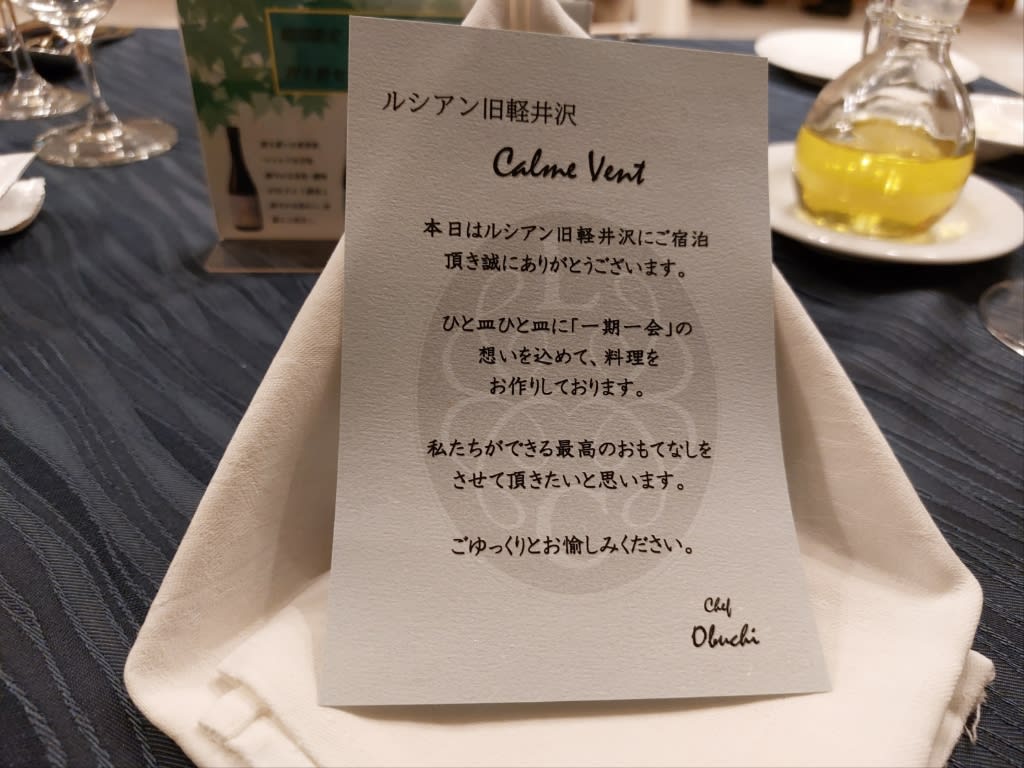 ルシアン旧軽井沢
Calme Vent
本日はルシアン旧軽井沢にご宿泊
頂き誠にありがとうございます。
ひと皿ひと皿に「一期一会」の
想いを込めて、料理を
お作りしております。
私たちができる最高のおもてなしを
させて頂きたいと思います。
ごゆっくりとお愉しみください。
Chef
Obuchi